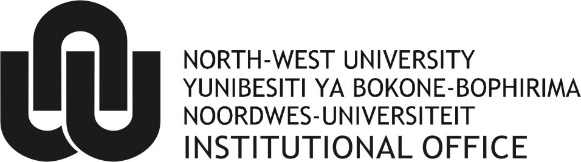 NORTH-WEST UNIVERSITY
YUNIBESITI YA BOKONE-BOPHIRIMA
NOORDWES-UNIVERSITEIT
INSTITUTIONAL OFFICE